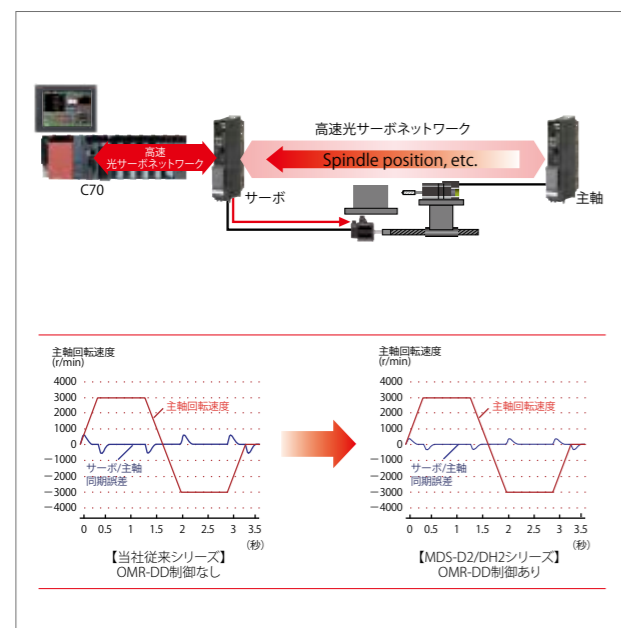 高速光サーボネットワーク
高速
光サーボネットワーク
Spindle position, etc.
C70
サーボ
主軸
主軸回転速度
(r/min)
4000
3000
2000
1000
0
−1000
−2000
−3000
−4000
主軸回転速度
サーボ/主軸
同期誤差
0 0.5 1 1.5 2 3 3.5
(秒)
【当社従来シリーズ】
OMR-DD制御なし
主軸回転速度
(r/min)
4000
3000
2000
1000
0
−1000
−2000
−3000
−4000
主軸回転速度
サーボ/主軸
同期誤差
0 0.5 1 1.5 2 3 3.5
(秒)
【MDS-D2/DH2シリーズ】
OMR-DD制御あり